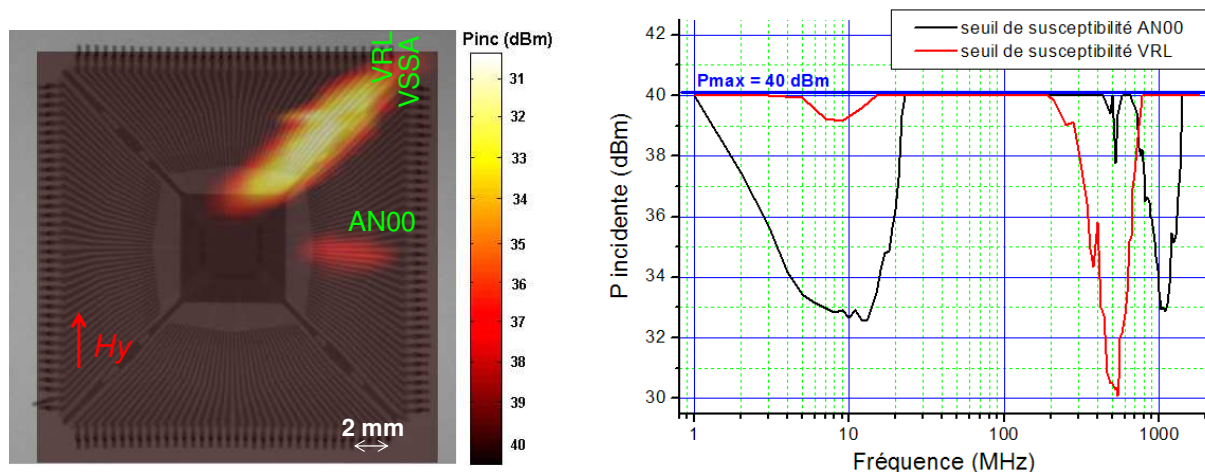 Pinc (dBm)
VRL
VSSA
AN00
Hy
2 mm
31
32
33
34
35
36
37
38
39
40
seuil de susceptibilité AN00
seuil de susceptibilité VRL
Pmax = 40 dBm
P incidente (dBm)
42
40
38
36
34
32
30
1
10
100
1000
Fréquence (MHz)